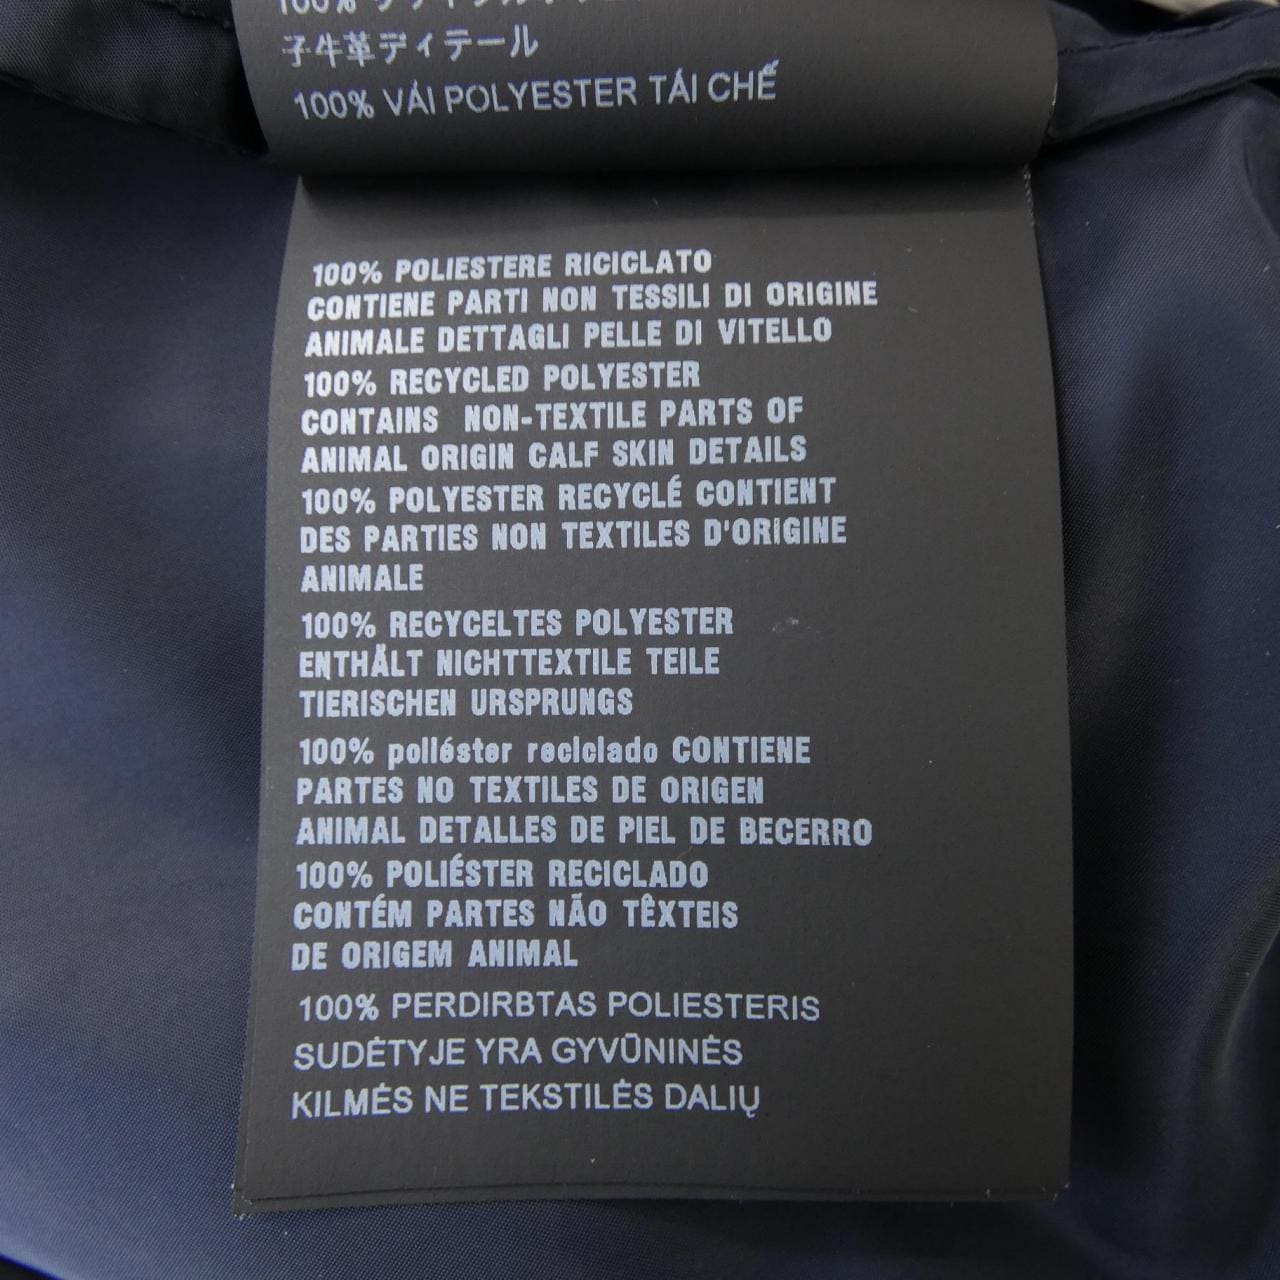 100%
子牛革ディテール
100% VẢI POLYESTER TÁI CHẾ
100% POLIESTERE RICICLATO
CONTIENE PARTI NON TESSILI DI ORIGINE
ANIMALE DETTAGLI PELLE DI VITELLO
100% RECYCLED POLYESTER
CONTAINS NON-TEXTILE PARTS OF
ANIMAL ORIGIN CALF SKIN DETAILS
100% POLYESTER RECYCLÉ CONTIENT
DES PARTIES NON TEXTILES D'ORIGINE
ANIMALE
100% RECYCELTES POLYESTER
ENTHÄLT NICHTTEXTILE TEILE
TIERISCHEN URSPRUNGS
100% poliéster reciclado CONTIENE
PARTES NO TEXTILES DE ORIGEN
ANIMAL DETALLES DE PIEL DE BECERRO
100% POLIÉSTER RECICLADO
CONTÉM PARTES NÃO TÊXTEIS
DE ORIGEM ANIMAL
100% PERDIRBTAS POLIESTERIS
SUDĖTYJE YRA GYVŪNINĖS
KILMĖS NE TEKSTILĖS DALIŲ